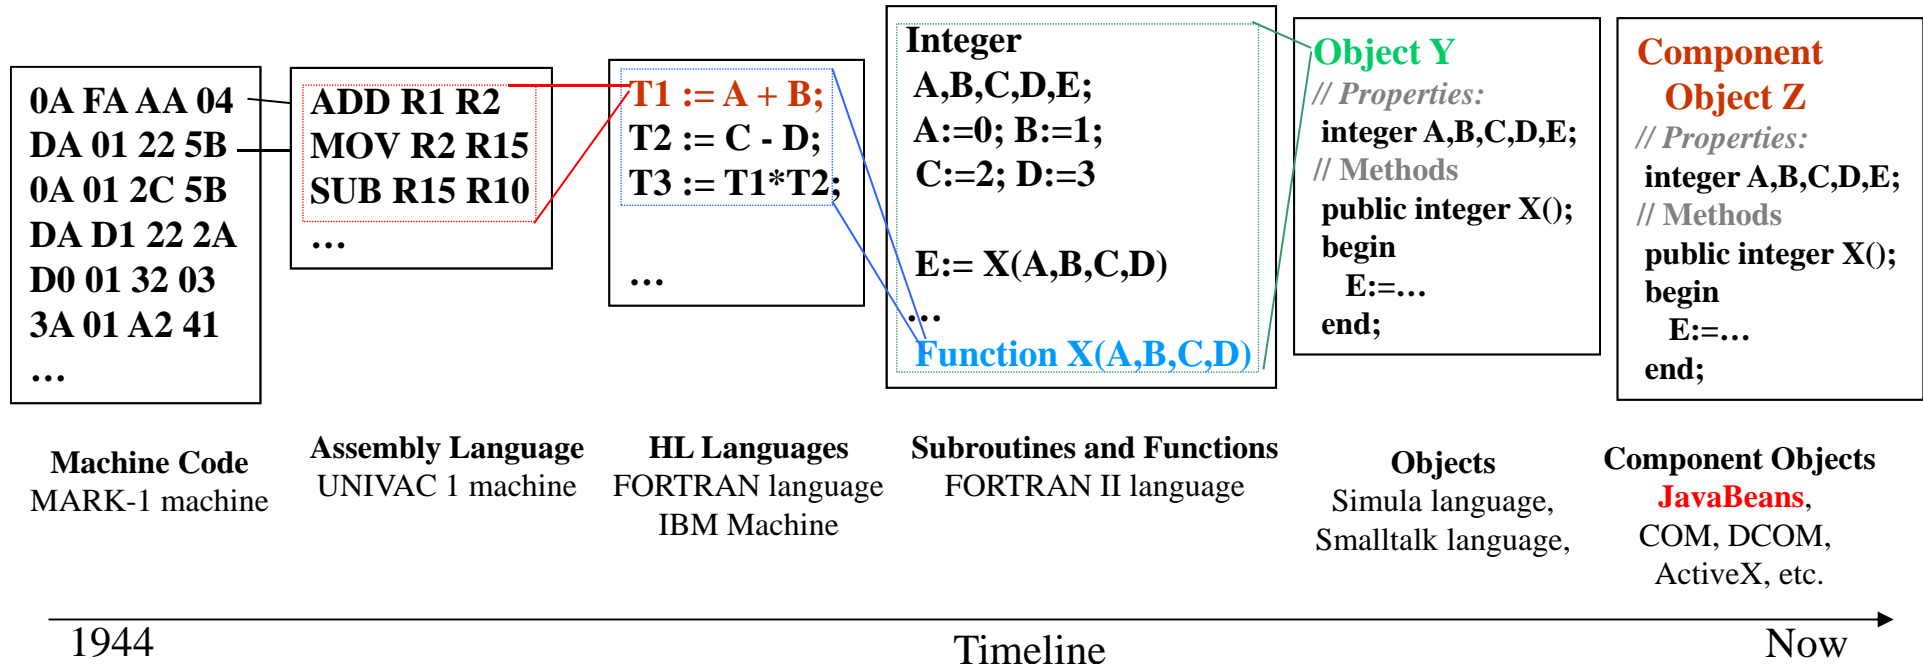 0A FA AA 04
DA 01 22 5B
0A 01 2C 5B
DA D1 22 2A
D0 01 32 03
3A 01 A2 41
…
ADD R1 R2
MOV R2 R15
SUB R15 R10
…
T1 := A + B;
T2 := C - D;
T3 := T1*T2;
…
Integer
A,B,C,D,E;
A:=0; B:=1;
C:=2; D:=3
E:= X(A,B,C,D)
…
Function X(A,B,C,D)
Object Y
// Properties:
integer A,B,C,D,E;
// Methods
public integer X();
begin
E:=…
end;
Component
Object Z
// Properties:
integer A,B,C,D,E;
// Methods
public integer X();
begin
E:=…
end;
Machine Code
MARK-1 machine
Assembly Language
UNIVAC 1 machine
HL Languages
FORTRAN language
IBM Machine
Subroutines and Functions
FORTRAN II language
Objects
Simula language,
Smalltalk language,
Component Objects
JavaBeans,
COM, DCOM,
ActiveX, etc.
1944
Timeline
Now